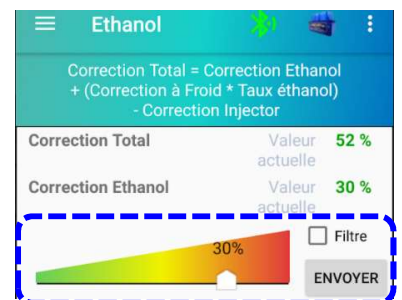 Ethanol
Correction Total = Correction Ethanol
+ (Correction à Froid * Taux éthanol)
- Correction Injector
Correction Total Valeur actuelle 52 %
Correction Ethanol Valeur actuelle 30 %
30% Filtre
ENVOYER